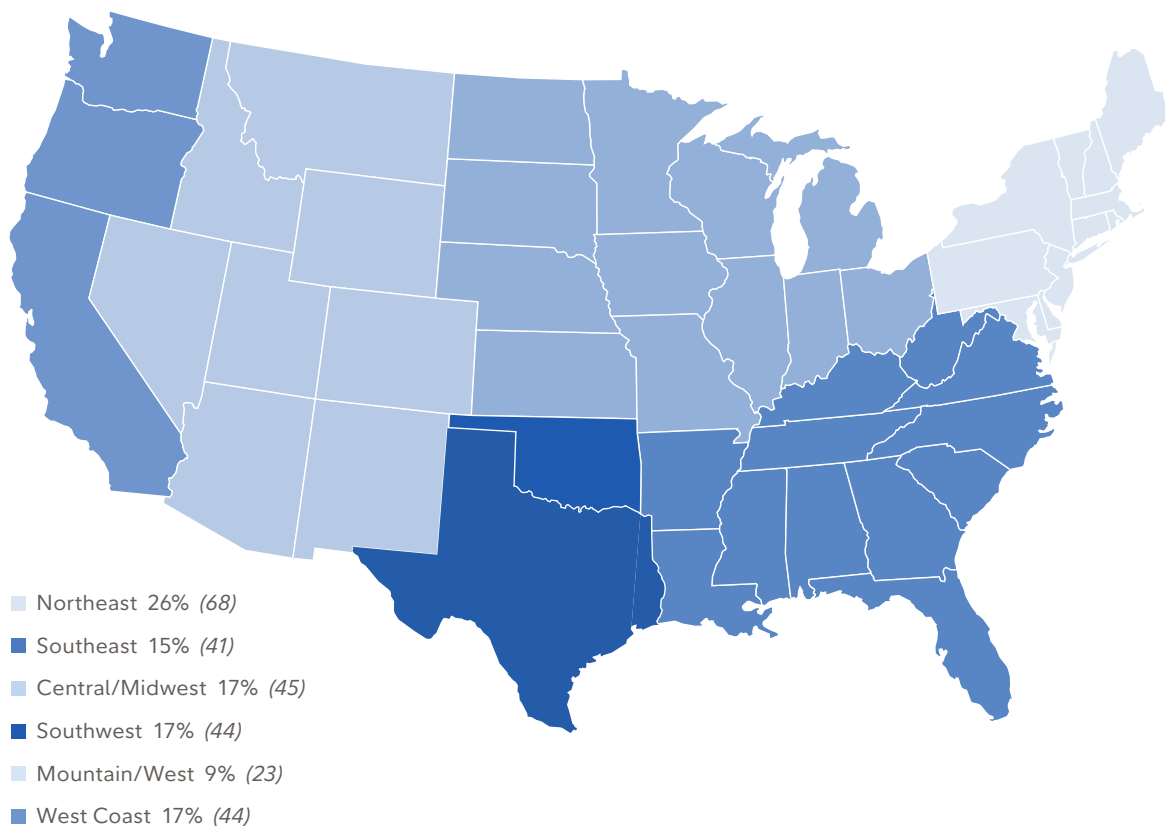 Northeast 26% (68)
Southeast 15% (41)
Central/Midwest 17% (45)
Southwest 17% (44)
Mountain/West 9% (23)
West Coast 17% (44)